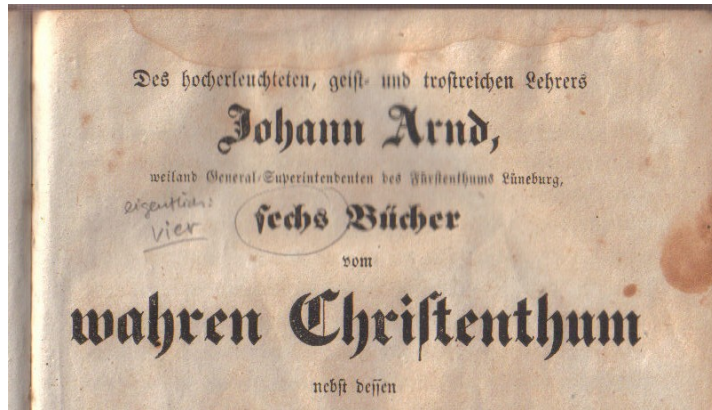 Des hocherleuchteten, geist- und trostreichen Lehrers
Johann Arnd,
weiland General-Superintendenten des Fürstenthums Lüneburg,
eigentlich:
vier
sechs Bücher
vom
wahren Christenthum
nebst dessen